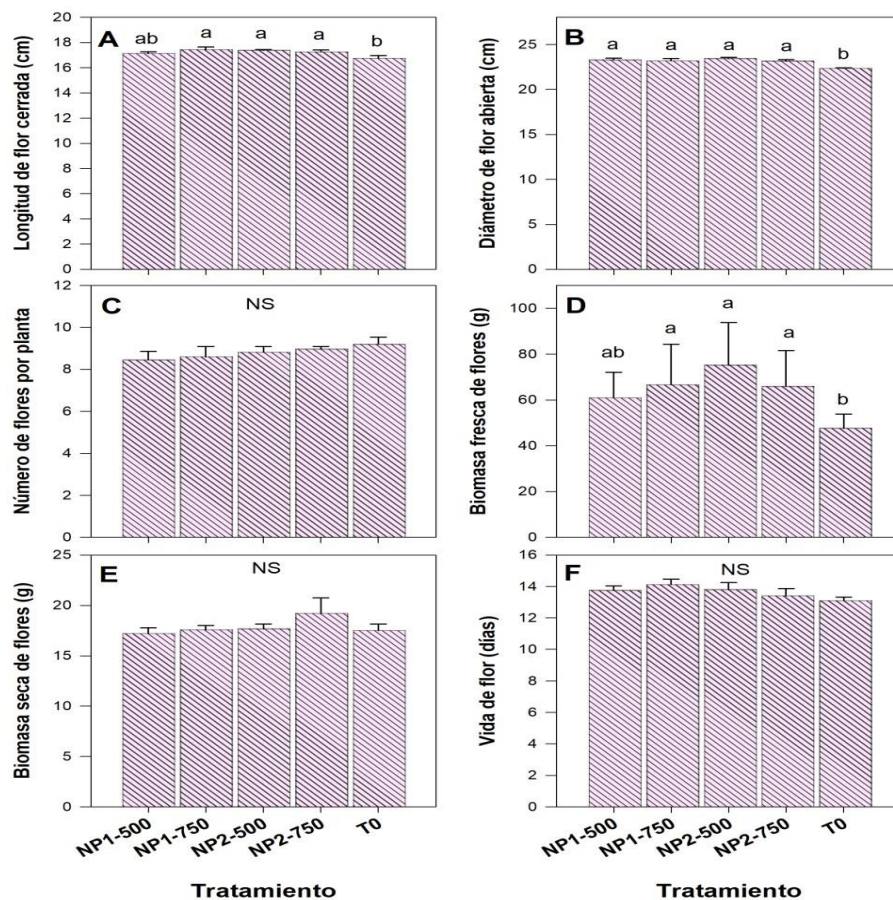 A
Longitud de flor cerrada (cm)
20
18
16
14
12
10
8
6
4
2
0
ab
a
a
a
b
B
Diámetro de flor abierta (cm)
25
20
15
10
5
0
a
a
a
a
b
C
NS
Número de flores por planta
12
10
8
6
4
2
0
D
Biomasa fresca de flores (g)
100
80
60
40
20
0
ab
a
a
a
b
E
NS
Biomasa seca de flores (g)
25
20
15
10
5
0
NP1-500
NP1-750
NP2-500
NP2-750
T0
Tratamiento
F
NS
Vida de flor (días)
16
14
12
10
8
6
4
2
0
NP1-500
NP1-750
NP2-500
NP2-750
T0
Tratamiento